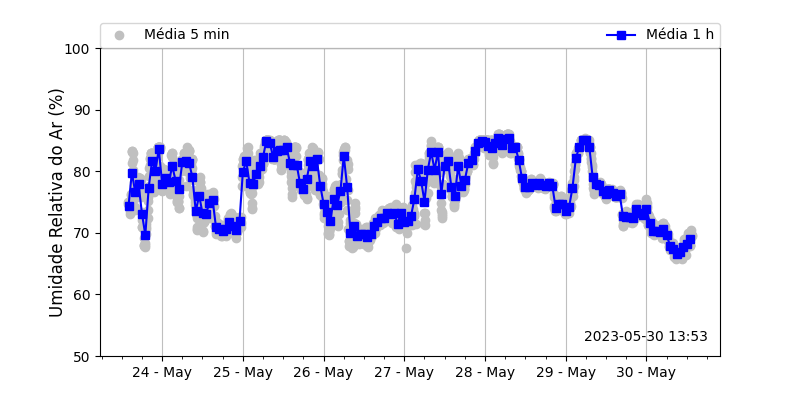 Média 5 min
Média 1 h
Umidade Relativa do Ar (%)
100
90
80
70
60
50
2023-05-30 13:53
24 - May
25 - May
26 - May
27 - May
28 - May
29 - May
30 - May